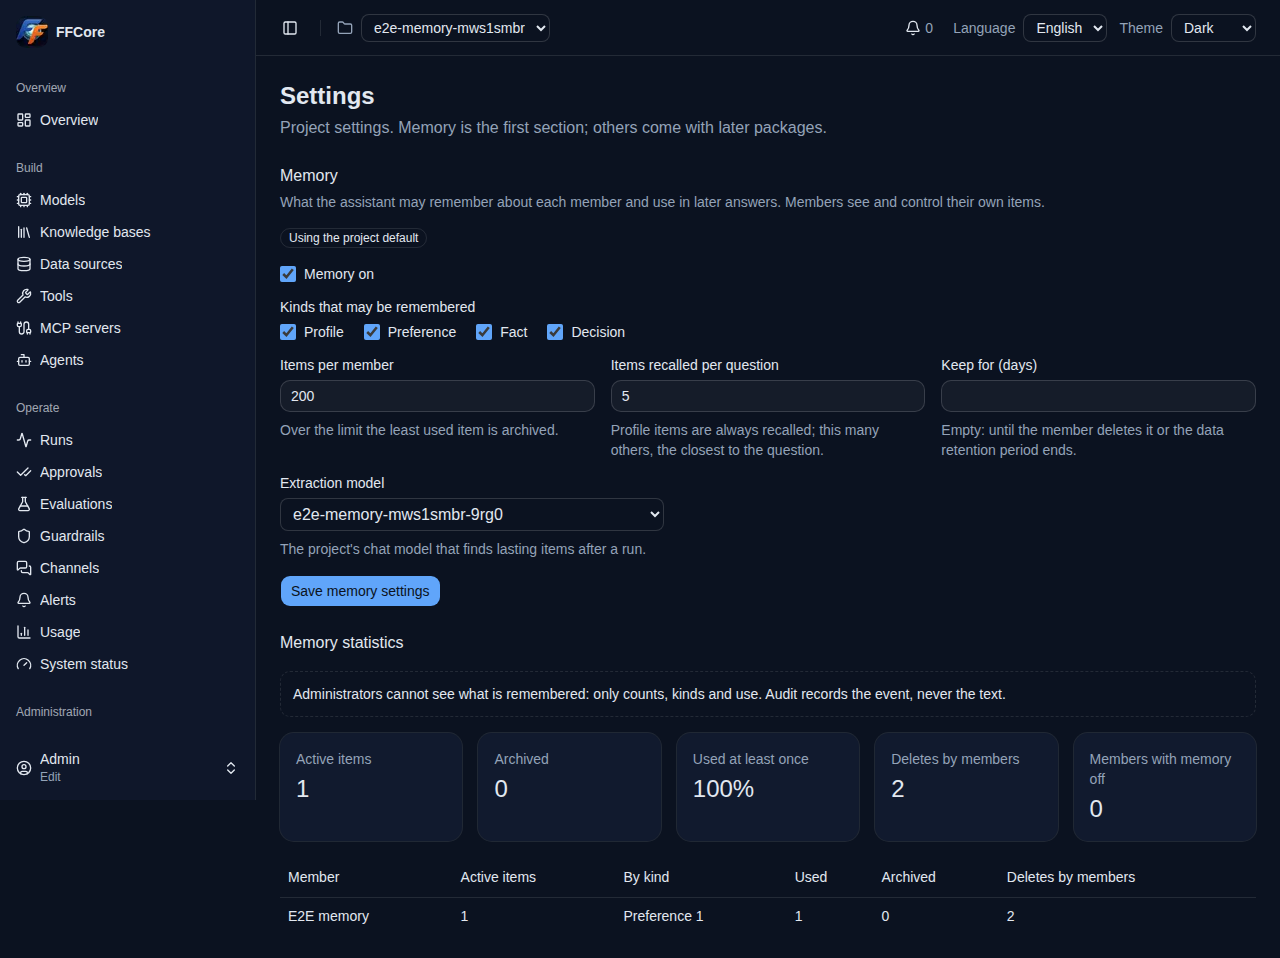 FFCore
e2e-memory-mws1smbr
0
Language
English
Theme
Dark
Overview
Overview
Build
Models
Knowledge bases
Data sources
Tools
MCP servers
Agents
Operate
Runs
Approvals
Evaluations
Guardrails
Channels
Alerts
Usage
System status
Administration
Admin
Edit
Settings
Project settings. Memory is the first section; others come with later packages.
Memory
What the assistant may remember about each member and use in later answers. Members see and control their own items.
Using the project default
Memory on
Kinds that may be remembered
Profile
Preference
Fact
Decision
Items per member
200
Over the limit the least used item is archived.
Items recalled per question
5
Profile items are always recalled; this many
others, the closest to the question.
Keep for (days)
Empty: until the member deletes it or the data
retention period ends.
Extraction model
e2e-memory-mws1smbr-9rg0
The project's chat model that finds lasting items after a run.
Save memory settings
Memory statistics
Administrators cannot see what is remembered: only counts, kinds and use. Audit records the event, never the text.
Active items
1
Archived
0
Used at least once
100%
Deletes by members
2
Members with memory
off
0
Member Active items By kind Used Archived Deletes by members
E2E memory 1 Preference 1 1 0 2